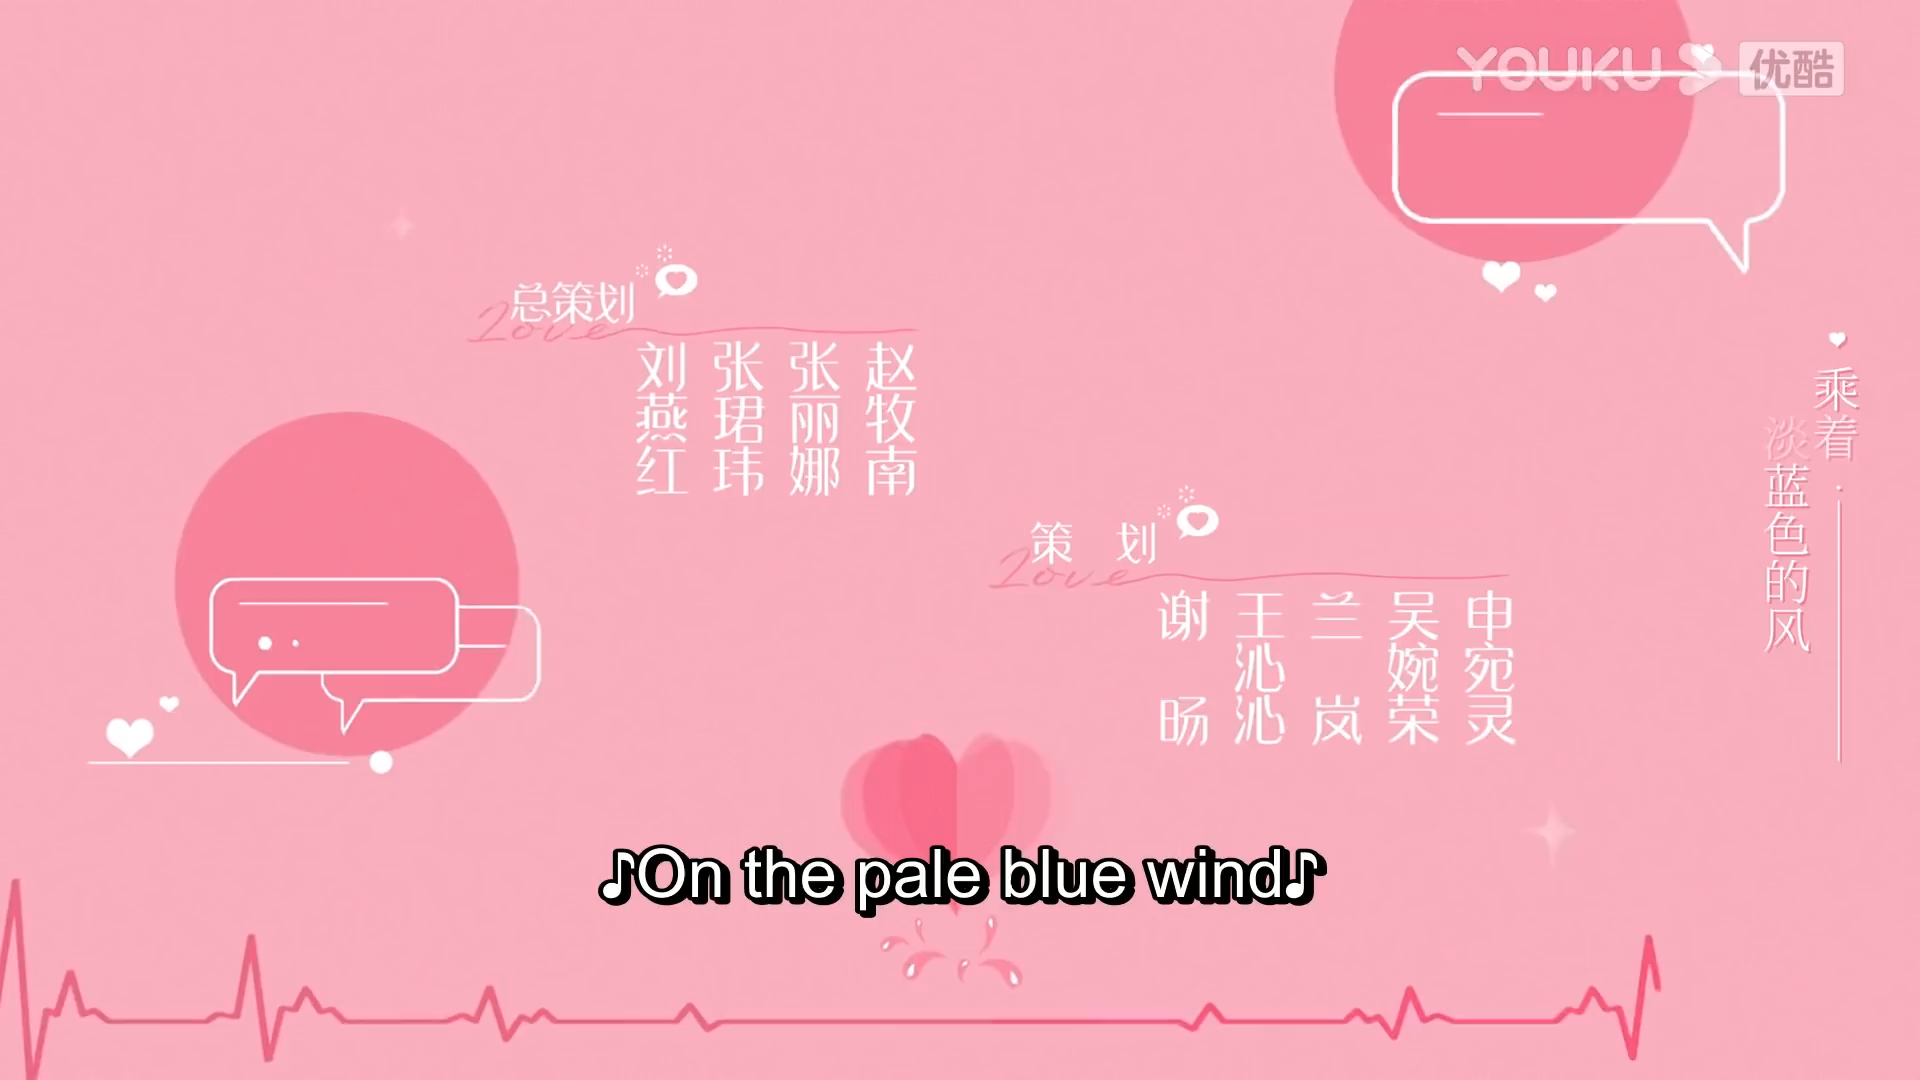 YOUKU 优酷
总策划
Love
刘燕红
张珺玮
张丽娜
赵牧南
策 划
Love
谢旸
王沁沁
兰岚
吴婉荣
申宛灵
乘着
淡蓝色的风
♪On the pale blue wind♪